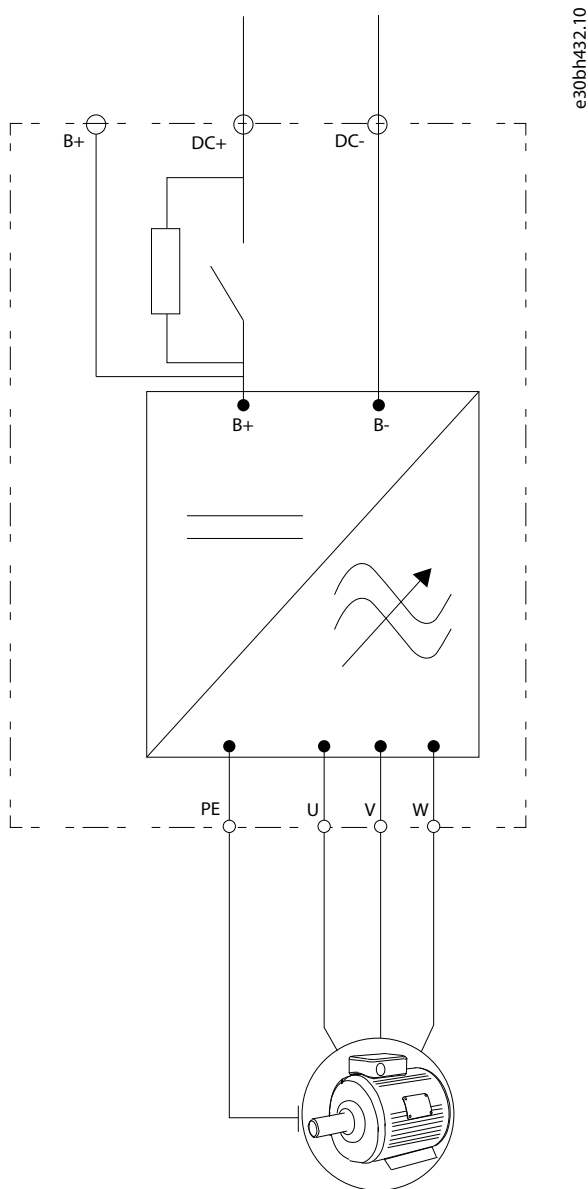 e30bh432.10
B+
DC+
DC-
B+
B-
PE
U
V
W